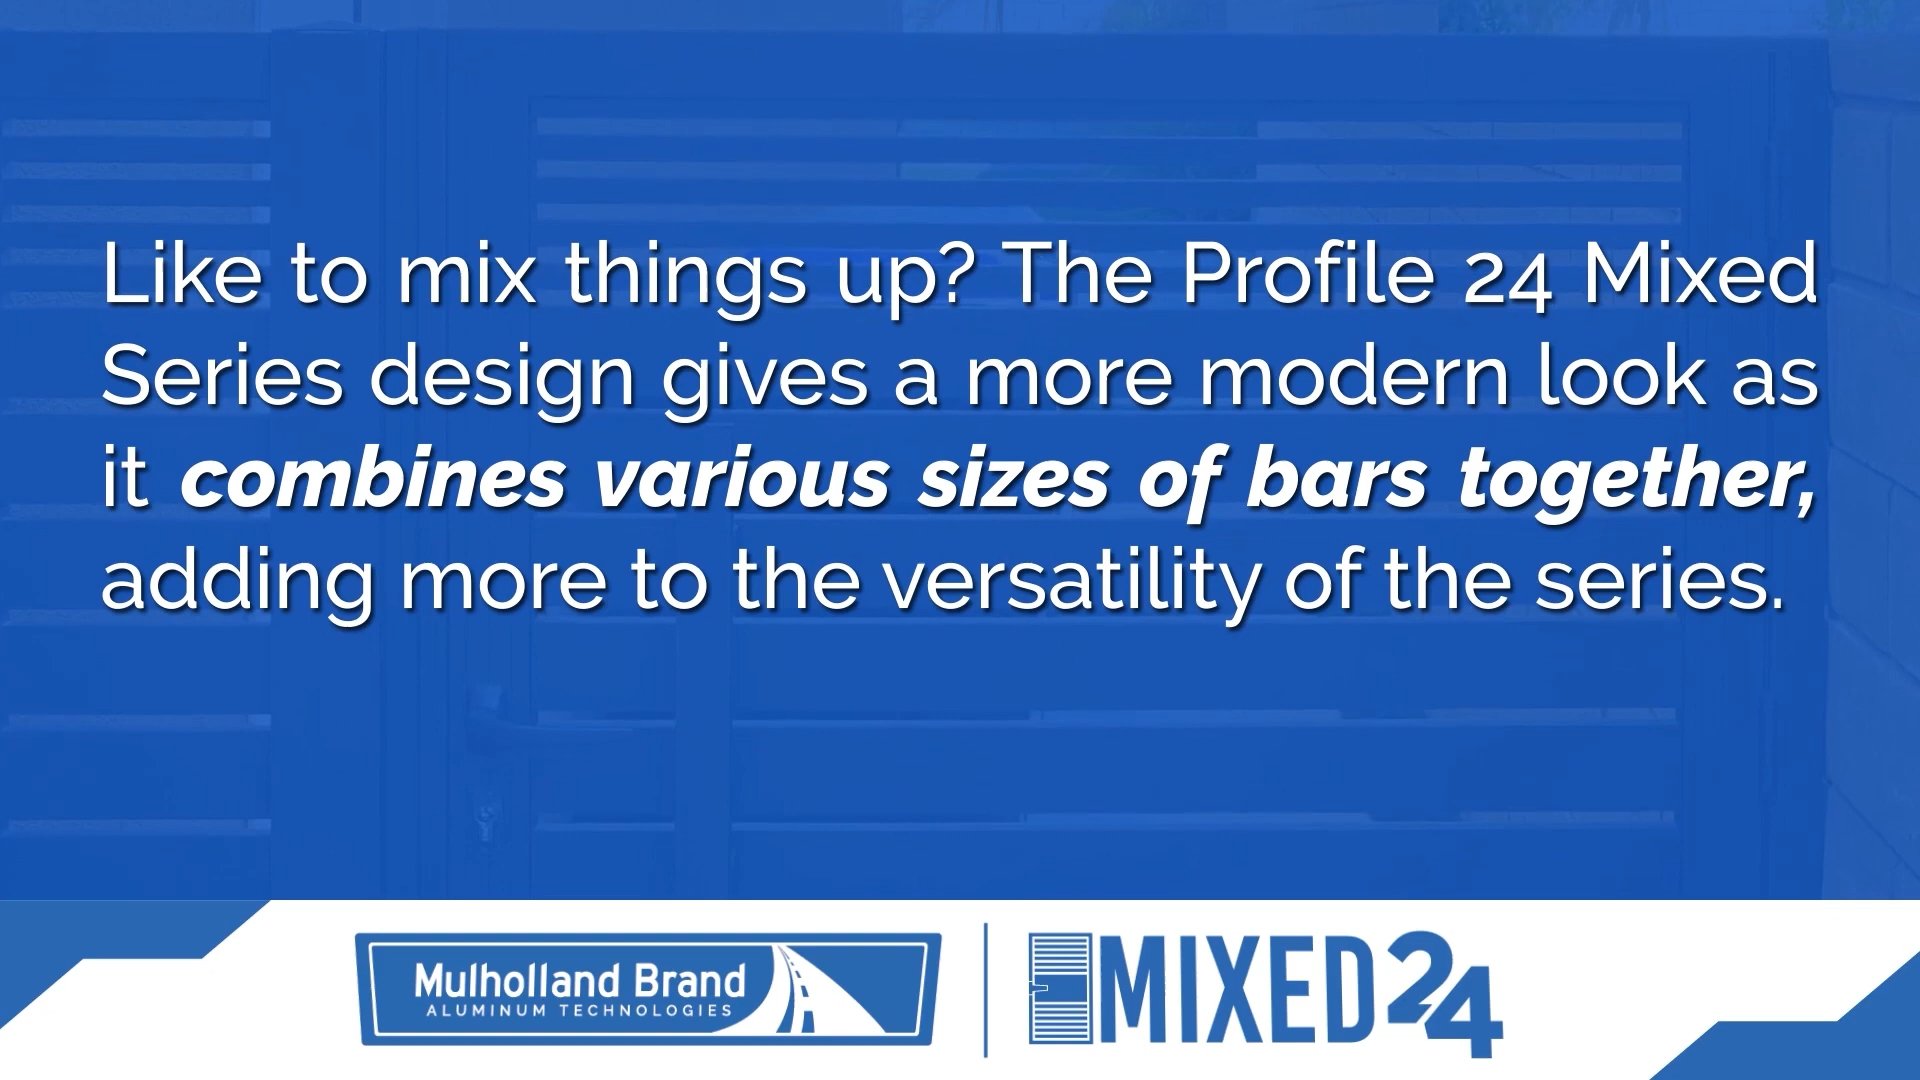 Like to mix things up? The Profile 24 Mixed
Series design gives a more modern look as
it combines various sizes of bars together,
adding more to the versatility of the series.
Mulholland Brand
ALUMINUM TECHNOLOGIES
MIXED24